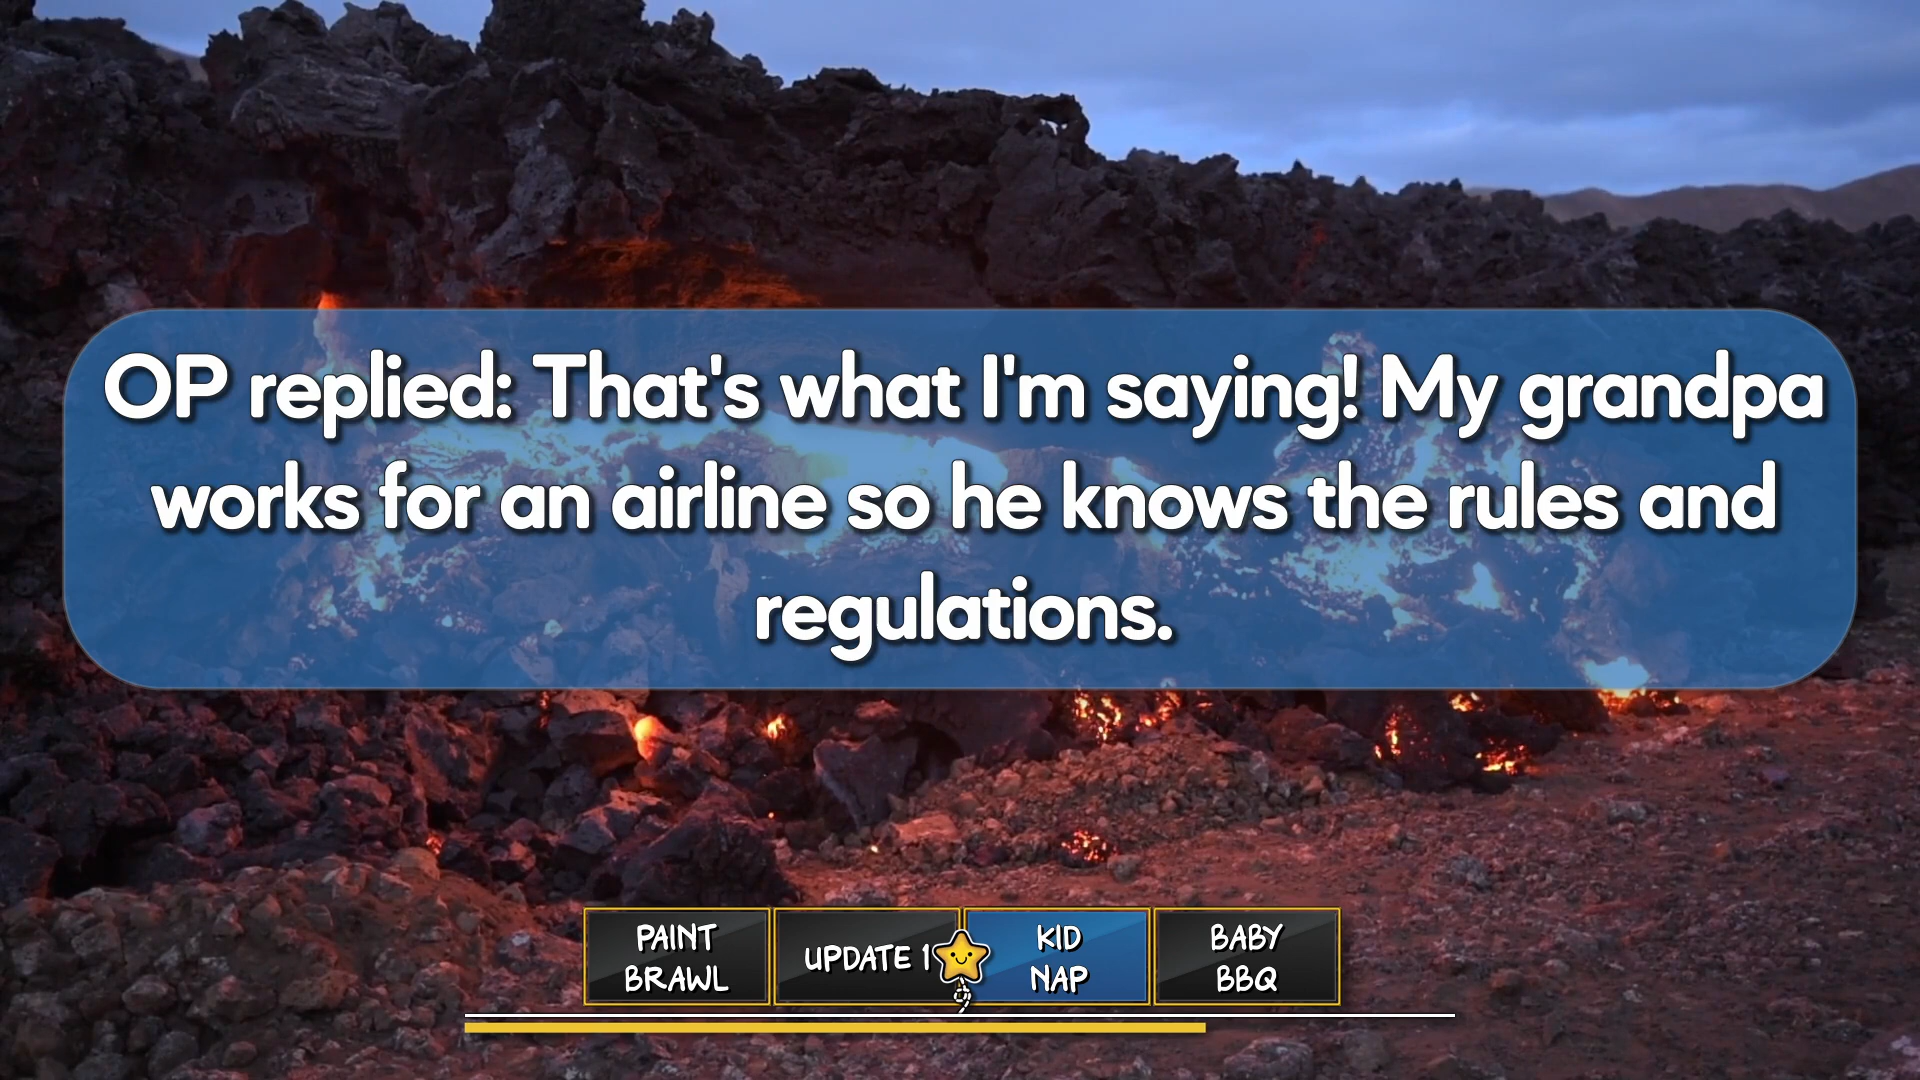 OP replied: That's what I'm saying! My grandpa
works for an airline so he knows the rules and
regulations.
PAINT
BRAWL
UPDATE 1
KID
NAP
BABY
BBQ